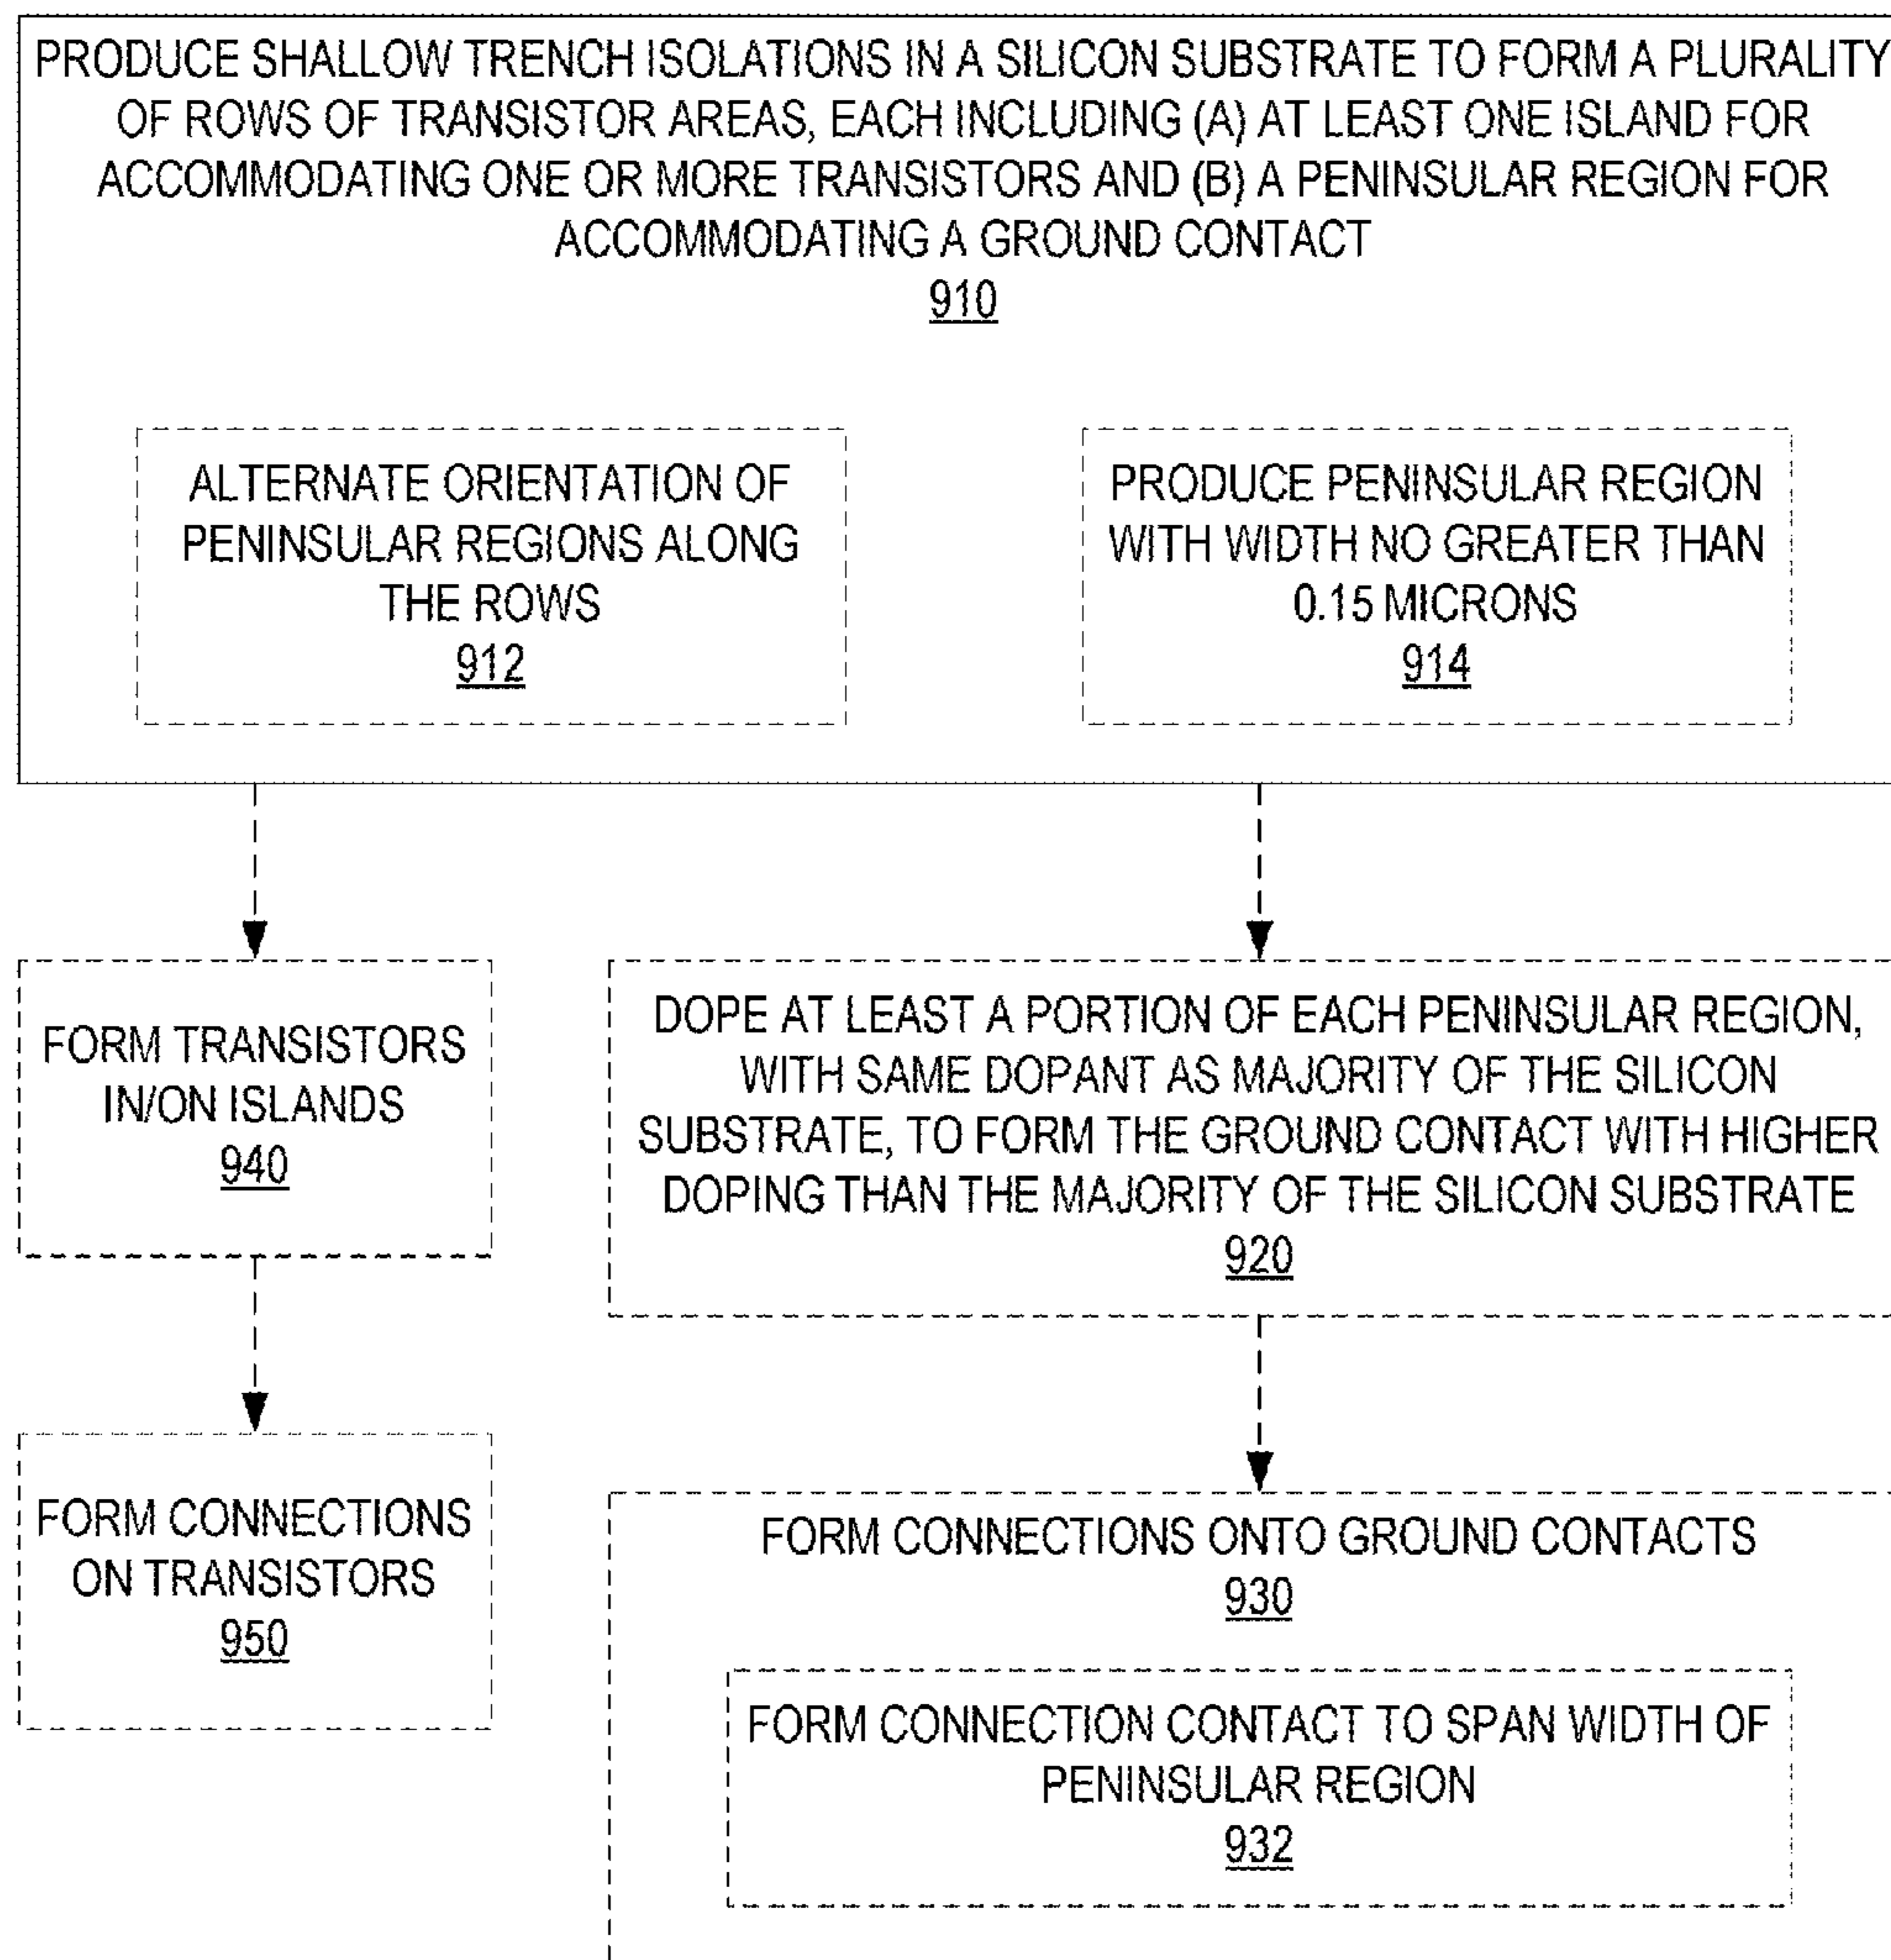 PRODUCE SHALLOW TRENCH ISOLATIONS IN A SILICON SUBSTRATE TO FORM A PLURALITY
OF ROWS OF TRANSISTOR AREAS, EACH INCLUDING (A) AT LEAST ONE ISLAND FOR
ACCOMMODATING ONE OR MORE TRANSISTORS AND (B) A PENINSULAR REGION FOR
ACCOMMODATING A GROUND CONTACT
910
ALTERNATE ORIENTATION OF
PENINSULAR REGIONS ALONG
THE ROWS
912
PRODUCE PENINSULAR REGION
WITH WIDTH NO GREATER THAN
0.15 MICRONS
914
FORM TRANSISTORS
IN/ON ISLANDS
940
DOPE AT LEAST A PORTION OF EACH PENINSULAR REGION,
WITH SAME DOPANT AS MAJORITY OF THE SILICON
SUBSTRATE, TO FORM THE GROUND CONTACT WITH HIGHER
DOPING THAN THE MAJORITY OF THE SILICON SUBSTRATE
920
FORM CONNECTIONS
ON TRANSISTORS
950
FORM CONNECTIONS ONTO GROUND CONTACTS
930
FORM CONNECTION CONTACT TO SPAN WIDTH OF
PENINSULAR REGION
932